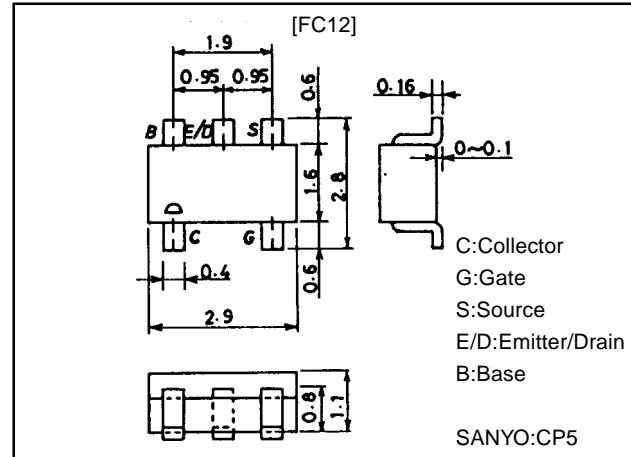 [FC12]
1.9
0.95 0.95
0.6
0.16
B E/D S
0~0.1
1.6
2.8
C G
0.6
0.4
2.9
C:Collector
G:Gate
S:Source
E/D:Emitter/Drain
B:Base
0.8
1.1
SANYO:CP5